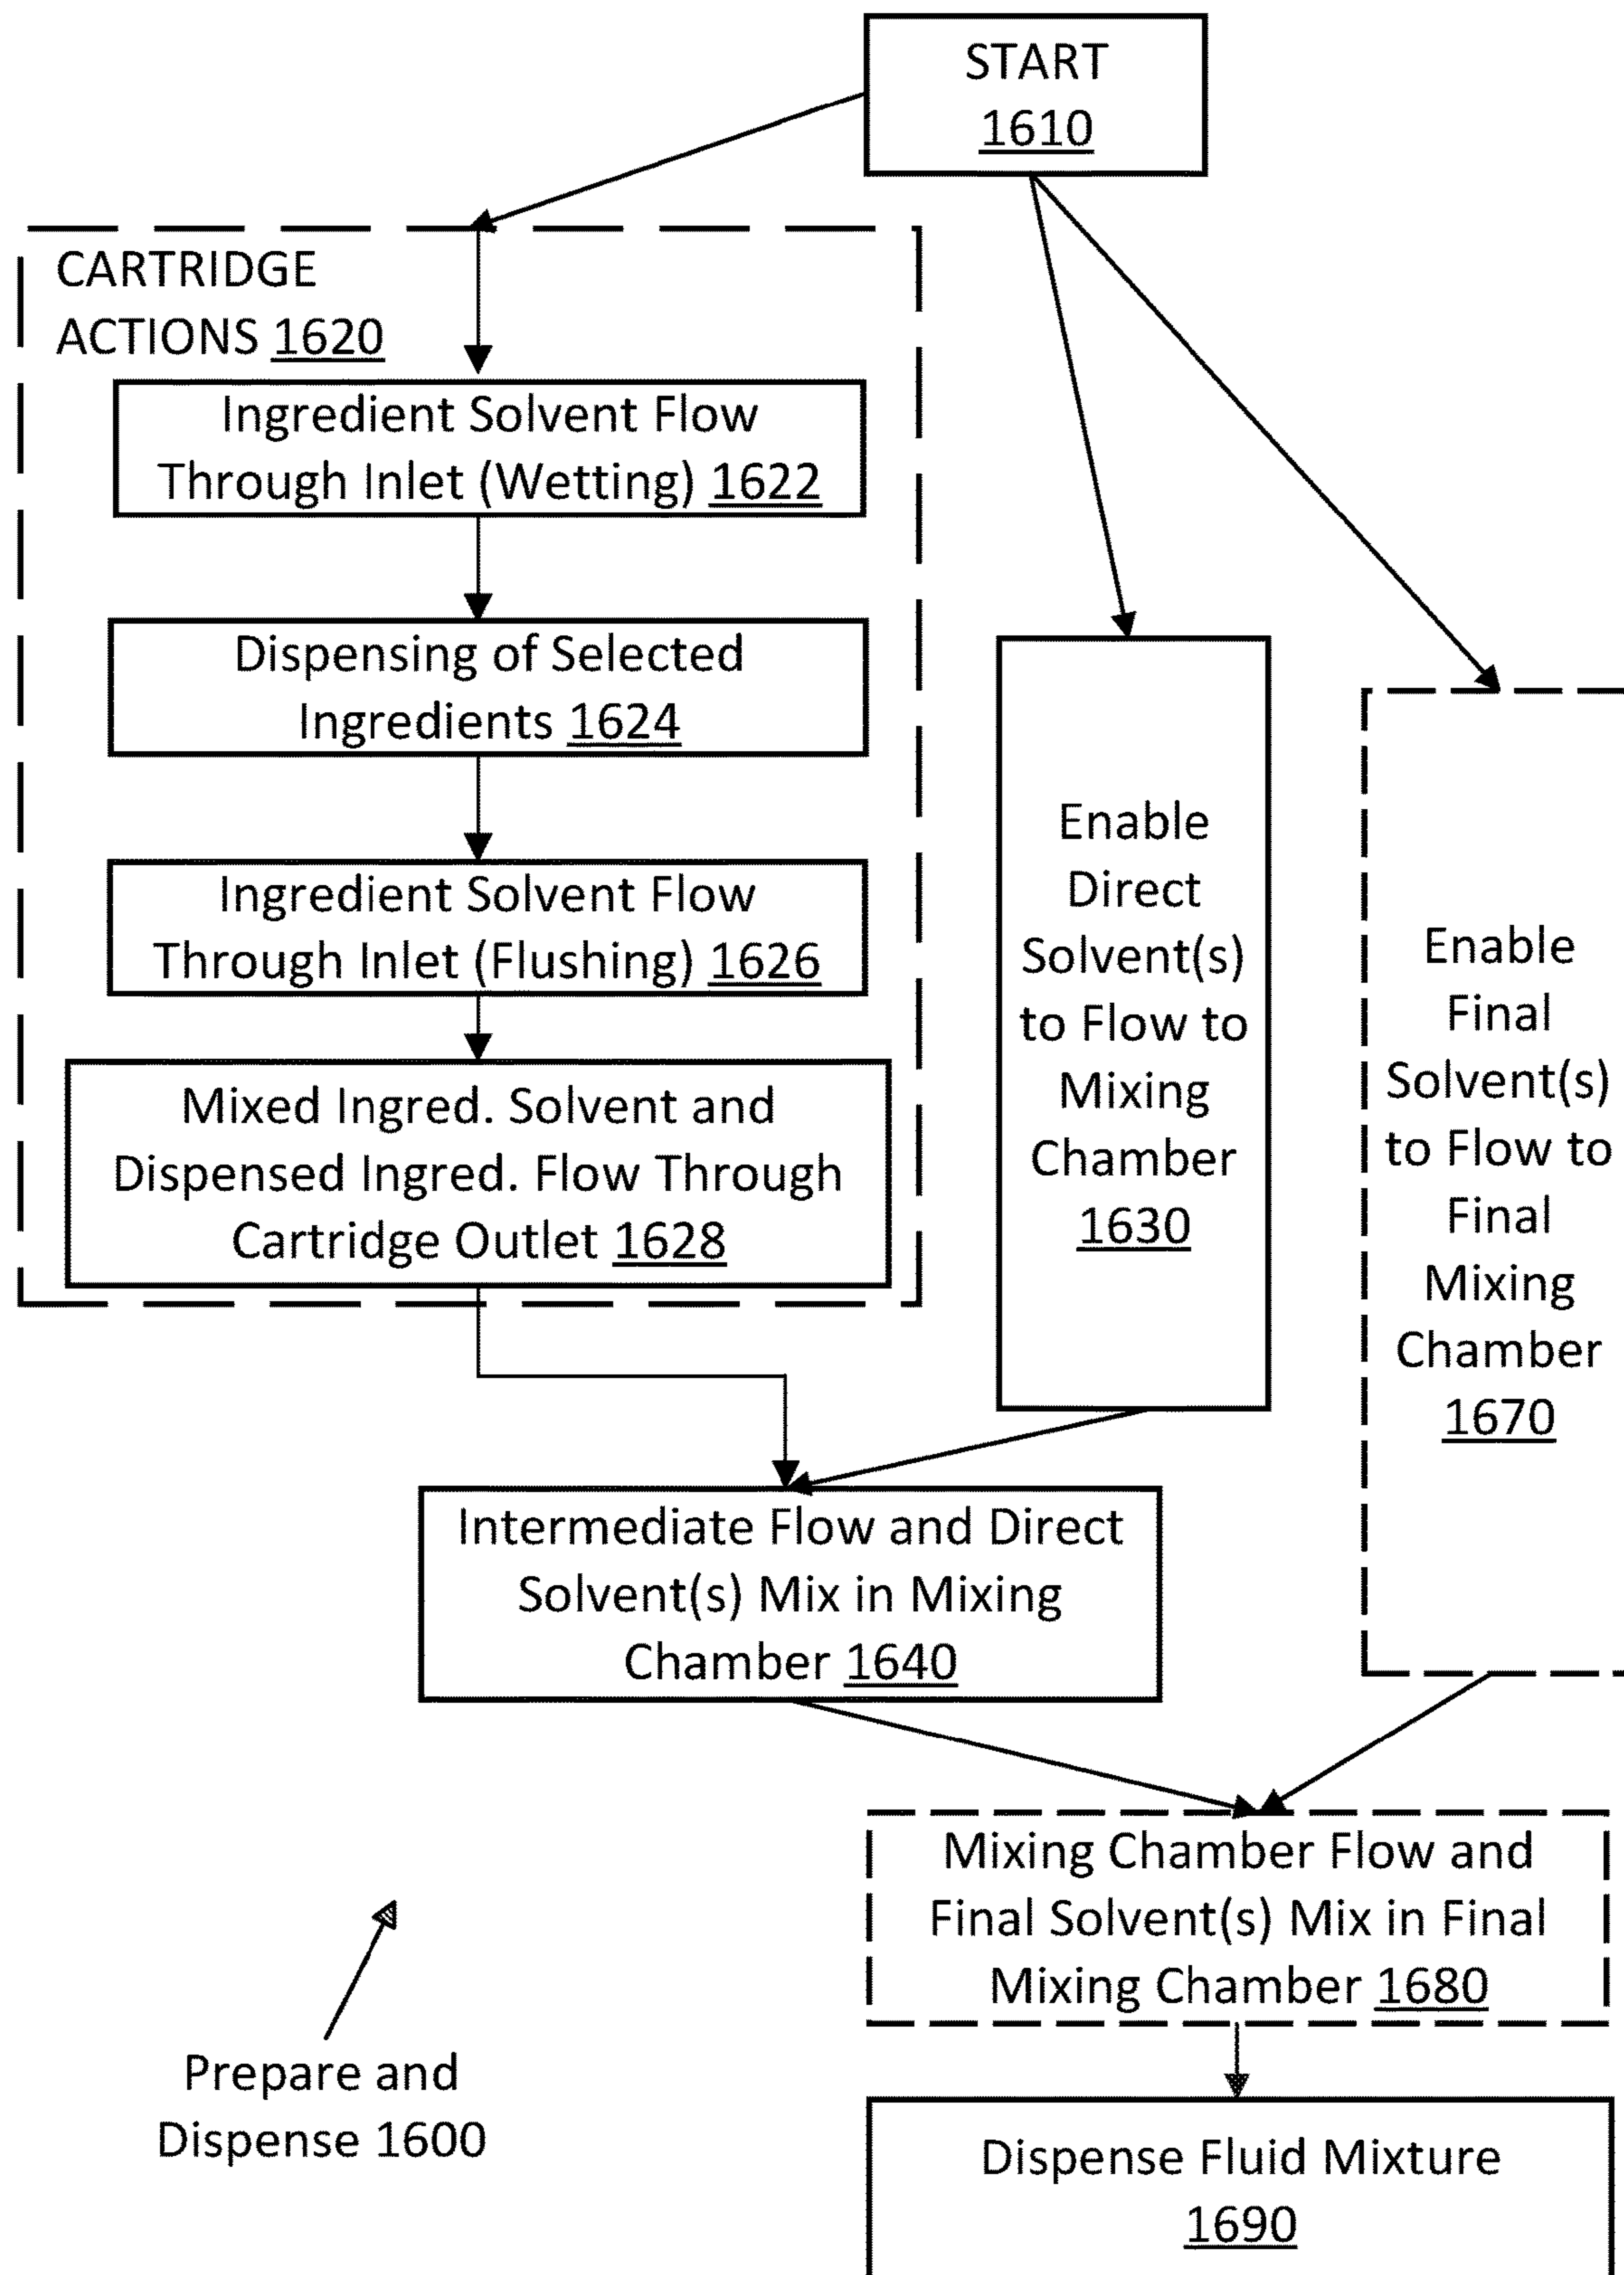 START
1610
CARTRIDGE
ACTIONS 1620
Ingredient Solvent Flow
Through Inlet (Wetting) 1622
Dispensing of Selected
Ingredients 1624
Ingredient Solvent Flow
Through Inlet (Flushing) 1626
Mixed Ingred. Solvent and
Dispensed Ingred. Flow Through
Cartridge Outlet 1628
Enable
Direct
Solvent(s)
to Flow to
Mixing
Chamber
1630
Enable
Final
Solvent(s)
to Flow to
Final
Mixing
Chamber
1670
Intermediate Flow and Direct
Solvent(s) Mix in Mixing
Chamber 1640
Mixing Chamber Flow and
Final Solvent(s) Mix in Final
Mixing Chamber 1680
Prepare and
Dispense 1600
Dispense Fluid Mixture
1690